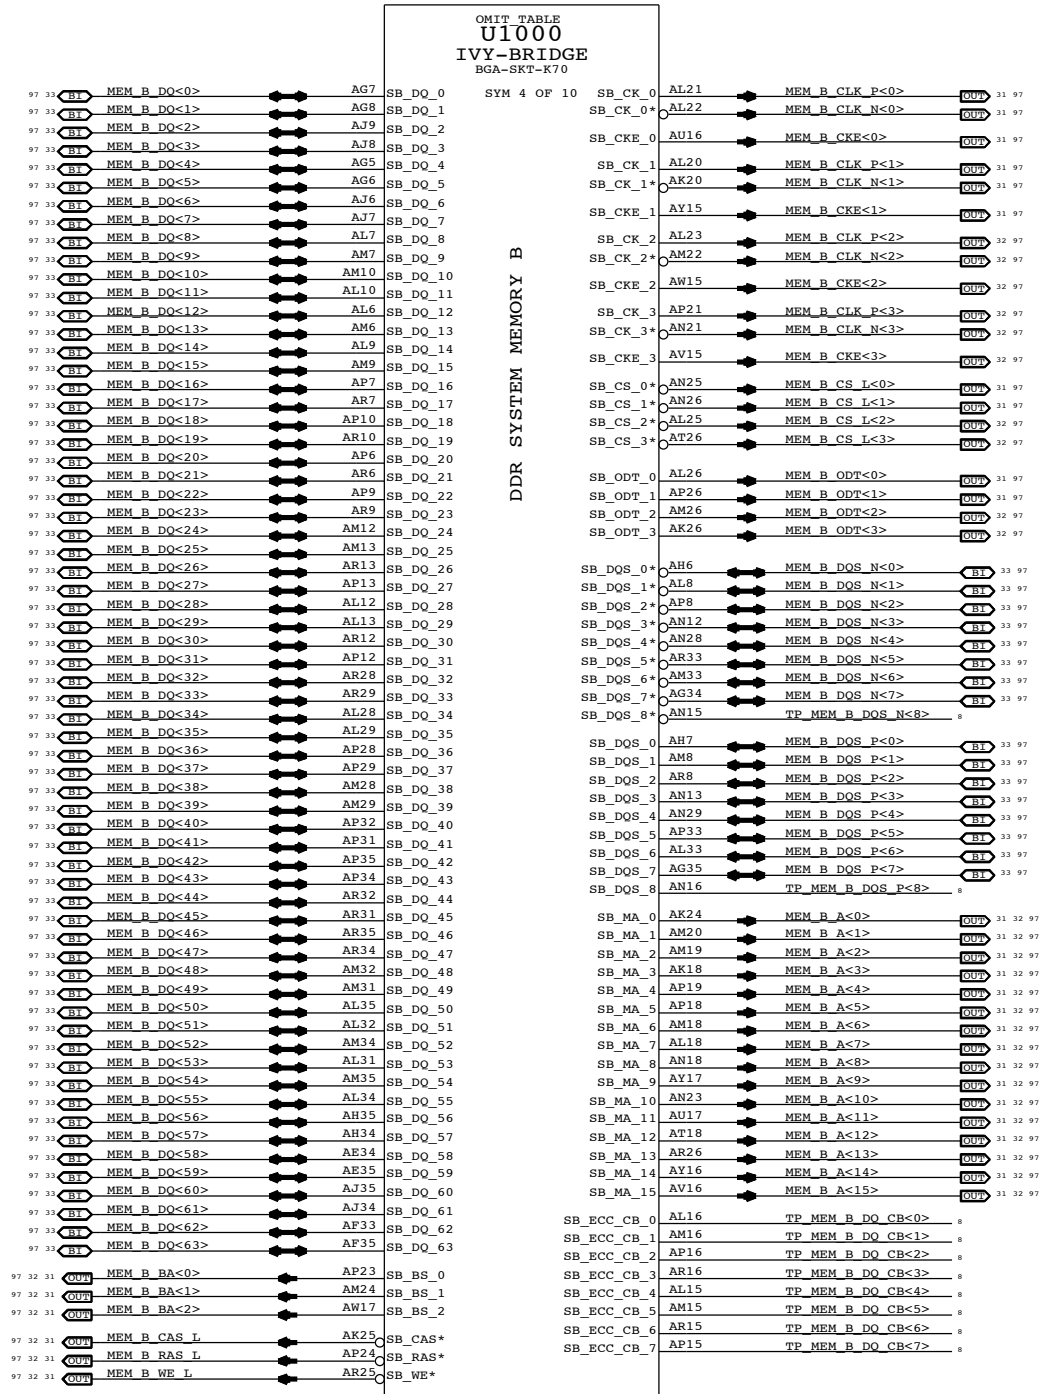 OMIT_TABLE
U1000
IVY-BRIDGE
BGA-SKT-K70
SYM 4 OF 10
DDR SYSTEM MEMORY B
97 33 BI MEM_B_DQ<0> AG7 SB_DQ_0
97 33 BI MEM_B_DQ<1> AG8 SB_DQ_1
97 33 BI MEM_B_DQ<2> AJ9 SB_DQ_2
97 33 BI MEM_B_DQ<3> AJ8 SB_DQ_3
97 33 BI MEM_B_DQ<4> AG5 SB_DQ_4
97 33 BI MEM_B_DQ<5> AG6 SB_DQ_5
97 33 BI MEM_B_DQ<6> AJ6 SB_DQ_6
97 33 BI MEM_B_DQ<7> AJ7 SB_DQ_7
97 33 BI MEM_B_DQ<8> AL7 SB_DQ_8
97 33 BI MEM_B_DQ<9> AM7 SB_DQ_9
97 33 BI MEM_B_DQ<10> AM10 SB_DQ_10
97 33 BI MEM_B_DQ<11> AL10 SB_DQ_11
97 33 BI MEM_B_DQ<12> AL6 SB_DQ_12
97 33 BI MEM_B_DQ<13> AM6 SB_DQ_13
97 33 BI MEM_B_DQ<14> AL9 SB_DQ_14
97 33 BI MEM_B_DQ<15> AM9 SB_DQ_15
97 33 BI MEM_B_DQ<16> AP7 SB_DQ_16
97 33 BI MEM_B_DQ<17> AR7 SB_DQ_17
97 33 BI MEM_B_DQ<18> AP10 SB_DQ_18
97 33 BI MEM_B_DQ<19> AR10 SB_DQ_19
97 33 BI MEM_B_DQ<20> AP6 SB_DQ_20
97 33 BI MEM_B_DQ<21> AR6 SB_DQ_21
97 33 BI MEM_B_DQ<22> AP9 SB_DQ_22
97 33 BI MEM_B_DQ<23> AR9 SB_DQ_23
97 33 BI MEM_B_DQ<24> AM12 SB_DQ_24
97 33 BI MEM_B_DQ<25> AM13 SB_DQ_25
97 33 BI MEM_B_DQ<26> AR13 SB_DQ_26
97 33 BI MEM_B_DQ<27> AP13 SB_DQ_27
97 33 BI MEM_B_DQ<28> AL12 SB_DQ_28
97 33 BI MEM_B_DQ<29> AL13 SB_DQ_29
97 33 BI MEM_B_DQ<30> AR12 SB_DQ_30
97 33 BI MEM_B_DQ<31> AP12 SB_DQ_31
97 33 BI MEM_B_DQ<32> AR28 SB_DQ_32
97 33 BI MEM_B_DQ<33> AR29 SB_DQ_33
97 33 BI MEM_B_DQ<34> AL28 SB_DQ_34
97 33 BI MEM_B_DQ<35> AL29 SB_DQ_35
97 33 BI MEM_B_DQ<36> AP28 SB_DQ_36
97 33 BI MEM_B_DQ<37> AP29 SB_DQ_37
97 33 BI MEM_B_DQ<38> AM28 SB_DQ_38
97 33 BI MEM_B_DQ<39> AM29 SB_DQ_39
97 33 BI MEM_B_DQ<40> AP32 SB_DQ_40
97 33 BI MEM_B_DQ<41> AP31 SB_DQ_41
97 33 BI MEM_B_DQ<42> AP35 SB_DQ_42
97 33 BI MEM_B_DQ<43> AP34 SB_DQ_43
97 33 BI MEM_B_DQ<44> AR32 SB_DQ_44
97 33 BI MEM_B_DQ<45> AR31 SB_DQ_45
97 33 BI MEM_B_DQ<46> AR35 SB_DQ_46
97 33 BI MEM_B_DQ<47> AR34 SB_DQ_47
97 33 BI MEM_B_DQ<48> AM32 SB_DQ_48
97 33 BI MEM_B_DQ<49> AM31 SB_DQ_49
97 33 BI MEM_B_DQ<50> AL35 SB_DQ_50
97 33 BI MEM_B_DQ<51> AL32 SB_DQ_51
97 33 BI MEM_B_DQ<52> AM34 SB_DQ_52
97 33 BI MEM_B_DQ<53> AL31 SB_DQ_53
97 33 BI MEM_B_DQ<54> AM35 SB_DQ_54
97 33 BI MEM_B_DQ<55> AL34 SB_DQ_55
97 33 BI MEM_B_DQ<56> AH35 SB_DQ_56
97 33 BI MEM_B_DQ<57> AH34 SB_DQ_57
97 33 BI MEM_B_DQ<58> AE34 SB_DQ_58
97 33 BI MEM_B_DQ<59> AE35 SB_DQ_59
97 33 BI MEM_B_DQ<60> AJ35 SB_DQ_60
97 33 BI MEM_B_DQ<61> AJ34 SB_DQ_61
97 33 BI MEM_B_DQ<62> AF33 SB_DQ_62
97 33 BI MEM_B_DQ<63> AF35 SB_DQ_63
97 32 31 OUT MEM_B_BA<0> AP23 SB_BS_0
97 32 31 OUT MEM_B_BA<1> AM24 SB_BS_1
97 32 31 OUT MEM_B_BA<2> AW17 SB_BS_2
97 32 31 OUT MEM_B_CAS_L AK25 SB_CAS*
97 32 31 OUT MEM_B_RAS_L AP24 SB_RAS*
97 32 31 OUT MEM_B_WE_L AR25 SB_WE*
SB_CK_0 AL21 MEM_B_CLK_P<0> OUT 31 97
SB_CK_0* AL22 MEM_B_CLK_N<0> OUT 31 97
SB_CKE_0 AU16 MEM_B_CKE<0> OUT 31 97
SB_CK_1 AL20 MEM_B_CLK_P<1> OUT 31 97
SB_CK_1* AK20 MEM_B_CLK_N<1> OUT 31 97
SB_CKE_1 AY15 MEM_B_CKE<1> OUT 31 97
SB_CK_2 AL23 MEM_B_CLK_P<2> OUT 32 97
SB_CK_2* AM22 MEM_B_CLK_N<2> OUT 32 97
SB_CKE_2 AW15 MEM_B_CKE<2> OUT 32 97
SB_CK_3 AP21 MEM_B_CLK_P<3> OUT 32 97
SB_CK_3* AN21 MEM_B_CLK_N<3> OUT 32 97
SB_CKE_3 AV15 MEM_B_CKE<3> OUT 32 97
SB_CS_0* AN25 MEM_B_CS_L<0> OUT 31 97
SB_CS_1* AN26 MEM_B_CS_L<1> OUT 31 97
SB_CS_2* AL25 MEM_B_CS_L<2> OUT 32 97
SB_CS_3* AT26 MEM_B_CS_L<3> OUT 32 97
SB_ODT_0 AL26 MEM_B_ODT<0> OUT 31 97
SB_ODT_1 AP26 MEM_B_ODT<1> OUT 31 97
SB_ODT_2 AM26 MEM_B_ODT<2> OUT 32 97
SB_ODT_3 AK26 MEM_B_ODT<3> OUT 32 97
SB_DQS_0* AH6 MEM_B_DQS_N<0> BI 33 97
SB_DQS_1* AL8 MEM_B_DQS_N<1> BI 33 97
SB_DQS_2* AP8 MEM_B_DQS_N<2> BI 33 97
SB_DQS_3* AN12 MEM_B_DQS_N<3> BI 33 97
SB_DQS_4* AN28 MEM_B_DQS_N<4> BI 33 97
SB_DQS_5* AR33 MEM_B_DQS_N<5> BI 33 97
SB_DQS_6* AM33 MEM_B_DQS_N<6> BI 33 97
SB_DQS_7* AG34 MEM_B_DQS_N<7> BI 33 97
SB_DQS_8* AN15 TP_MEM_B_DQS_N<8> 8
SB_DQS_0 AH7 MEM_B_DQS_P<0> BI 33 97
SB_DQS_1 AM8 MEM_B_DQS_P<1> BI 33 97
SB_DQS_2 AR8 MEM_B_DQS_P<2> BI 33 97
SB_DQS_3 AN13 MEM_B_DQS_P<3> BI 33 97
SB_DQS_4 AN29 MEM_B_DQS_P<4> BI 33 97
SB_DQS_5 AP33 MEM_B_DQS_P<5> BI 33 97
SB_DQS_6 AL33 MEM_B_DQS_P<6> BI 33 97
SB_DQS_7 AG35 MEM_B_DQS_P<7> BI 33 97
SB_DQS_8 AN16 TP_MEM_B_DQS_P<8> 8
SB_MA_0 AK24 MEM_B_A<0> OUT 31 32 97
SB_MA_1 AM20 MEM_B_A<1> OUT 31 32 97
SB_MA_2 AM19 MEM_B_A<2> OUT 31 32 97
SB_MA_3 AK18 MEM_B_A<3> OUT 31 32 97
SB_MA_4 AP19 MEM_B_A<4> OUT 31 32 97
SB_MA_5 AP18 MEM_B_A<5> OUT 31 32 97
SB_MA_6 AM18 MEM_B_A<6> OUT 31 32 97
SB_MA_7 AL18 MEM_B_A<7> OUT 31 32 97
SB_MA_8 AN18 MEM_B_A<8> OUT 31 32 97
SB_MA_9 AY17 MEM_B_A<9> OUT 31 32 97
SB_MA_10 AN23 MEM_B_A<10> OUT 31 32 97
SB_MA_11 AU17 MEM_B_A<11> OUT 31 32 97
SB_MA_12 AT18 MEM_B_A<12> OUT 31 32 97
SB_MA_13 AR26 MEM_B_A<13> OUT 31 32 97
SB_MA_14 AY16 MEM_B_A<14> OUT 31 32 97
SB_MA_15 AV16 MEM_B_A<15> OUT 31 32 97
SB_ECC_CB_0 AL16 TP_MEM_B_DQ_CB<0> 8
SB_ECC_CB_1 AM16 TP_MEM_B_DQ_CB<1> 8
SB_ECC_CB_2 AP16 TP_MEM_B_DQ_CB<2> 8
SB_ECC_CB_3 AR16 TP_MEM_B_DQ_CB<3> 8
SB_ECC_CB_4 AL15 TP_MEM_B_DQ_CB<4> 8
SB_ECC_CB_5 AM15 TP_MEM_B_DQ_CB<5> 8
SB_ECC_CB_6 AR15 TP_MEM_B_DQ_CB<6> 8
SB_ECC_CB_7 AP15 TP_MEM_B_DQ_CB<7> 8